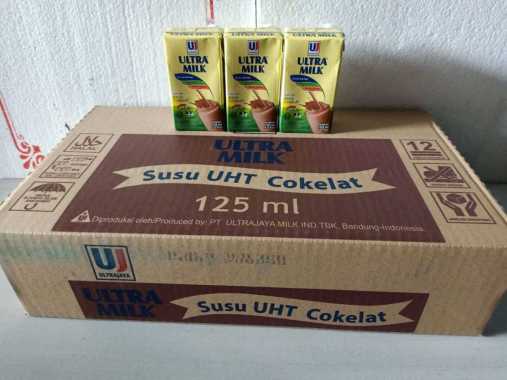 U
ULTRA
MILK
U
ULTRA
MILK
U
ULTRA
MILK
HALAL
ULTRA
MILK
12
Susu UHT Cokelat
125 ml
Diproduksi oleh/Produced by: PT. ULTRAJAYA MILK IND.TBK, Bandung-Indonesia.
U
ULTRAJAYA
ULTRA
MILK
Susu UHT Cokelat